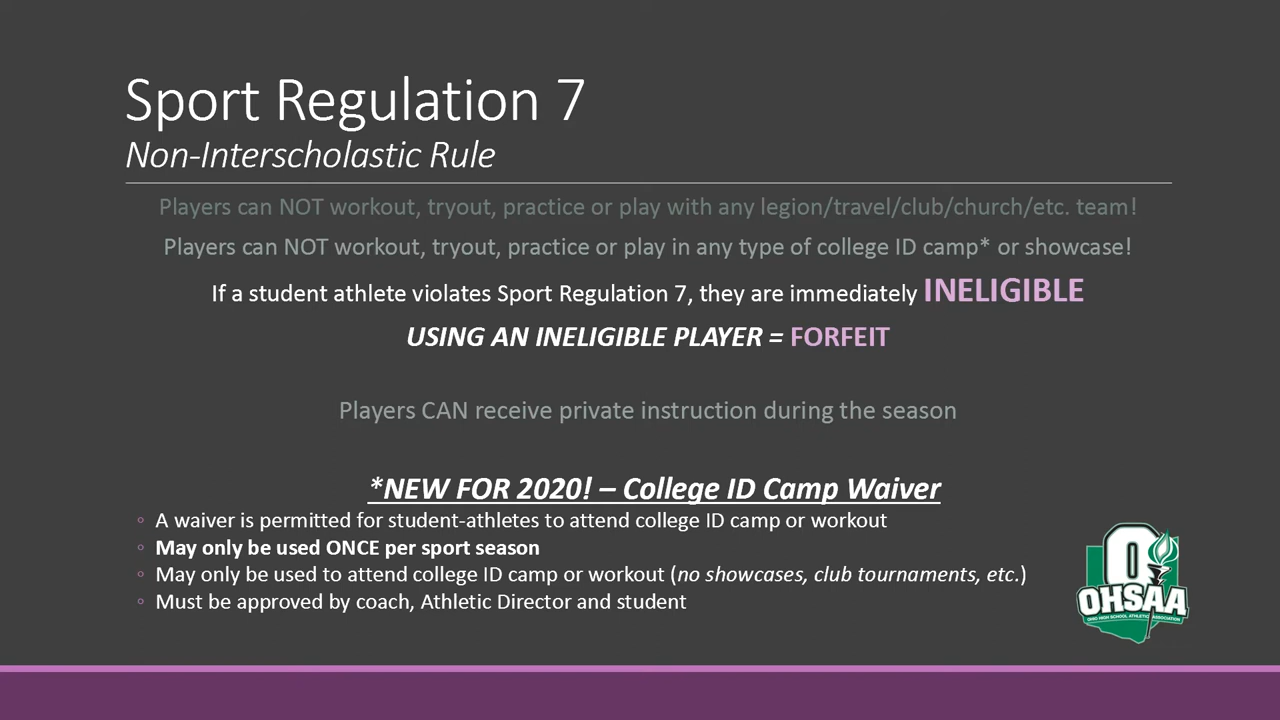 Sport Regulation 7
Non-Interscholastic Rule
Players can NOT workout, tryout, practice or play with any legion/travel/club/church/etc. team!
Players can NOT workout, tryout, practice or play in any type of college ID camp* or showcase!
If a student athlete violates Sport Regulation 7, they are immediately INELIGIBLE
USING AN INELIGIBLE PLAYER = FORFEIT
Players CAN receive private instruction during the season
*NEW FOR 2020! – College ID Camp Waiver
◦ A waiver is permitted for student-athletes to attend college ID camp or workout
◦ May only be used ONCE per sport season
◦ May only be used to attend college ID camp or workout (no showcases, club tournaments, etc.)
◦ Must be approved by coach, Athletic Director and student
O
OHSAA
OHIO HIGH SCHOOL ATHLETIC ASSOCIATION